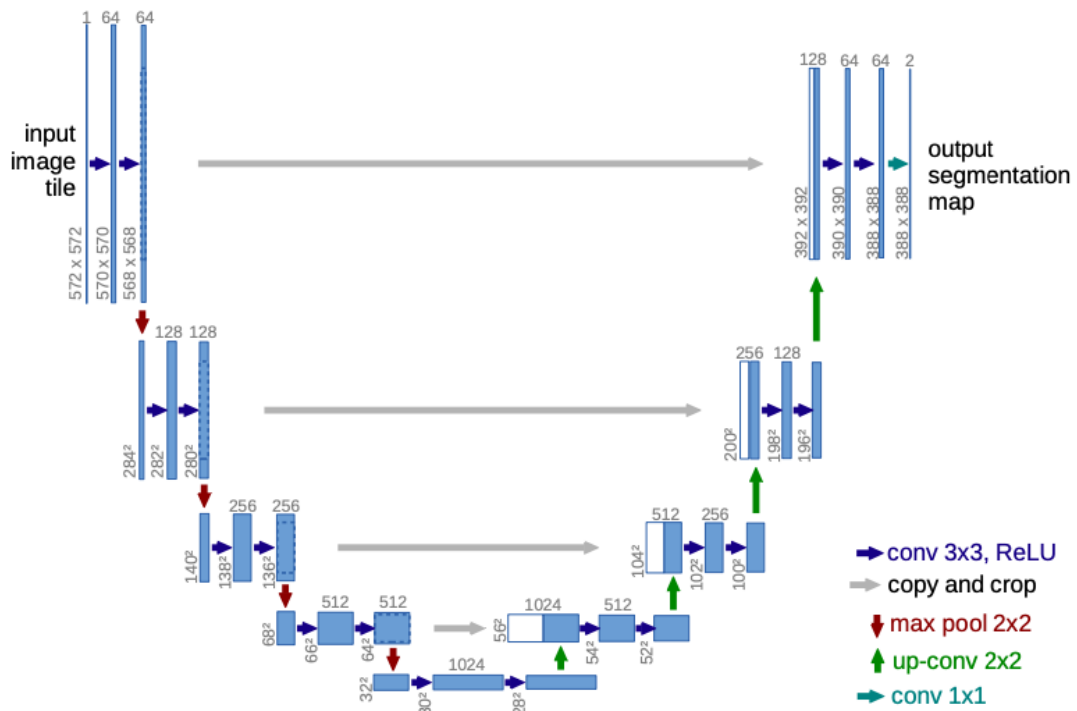 1 64 64
128 64 64 2
input
image
tile
output
segmentation
map
572 x 572
570 x 570
568 x 568
392 x 392
390 x 390
388 x 388
388 x 388
128 128
256 128
284²
282²
280²
200²
198²
196²
256 256
512 256
140²
138²
136²
104²
102²
100²
512 512
1024 512
68²
66²
64²
56²
54²
52²
1024
32²
30²
28²
conv 3x3, ReLU
copy and crop
max pool 2x2
up-conv 2x2
conv 1x1